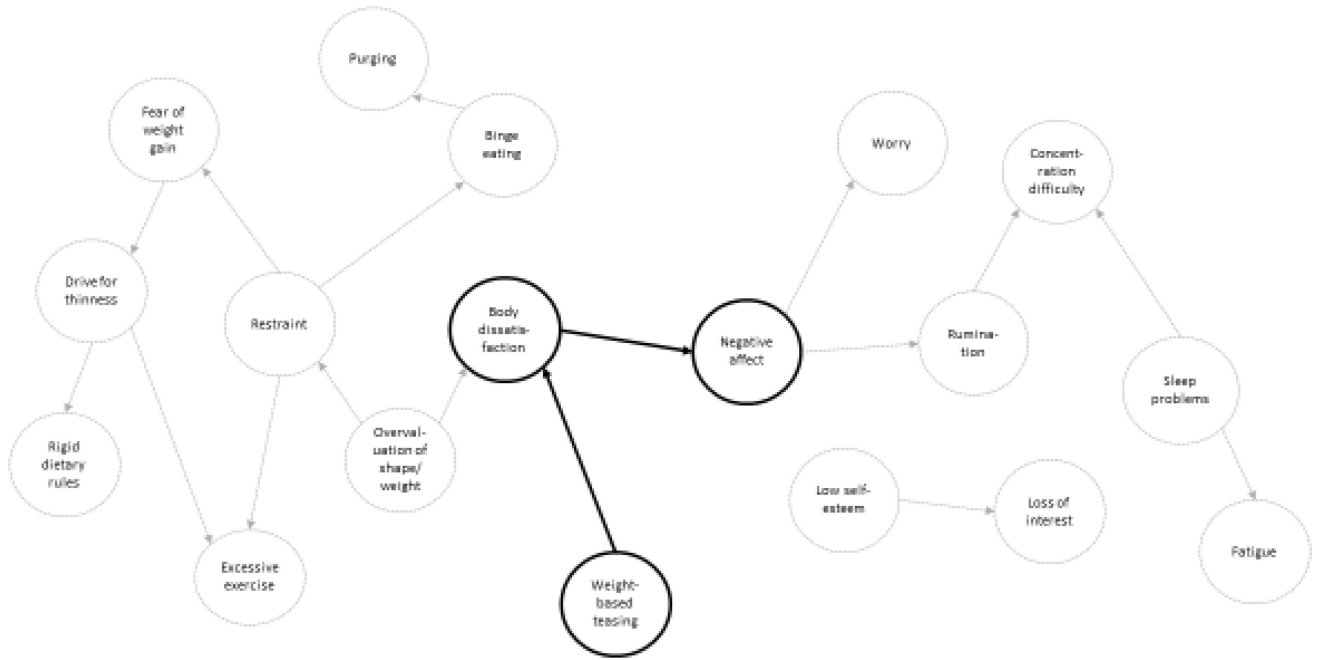 Purging
Fear of
weight
gain
Binge
eating
Worry
Concent-
ration
difficulty
Drive for
thinness
Restraint
Body
dissatis-
faction
Negative
affect
Rumina-
tion
Sleep
problems
Rigid
dietary
rules
Overval-
uation of
shape/
weight
Low self-
esteem
Loss of
interest
Fatigue
Excessive
exercise
Weight-
based
teasing